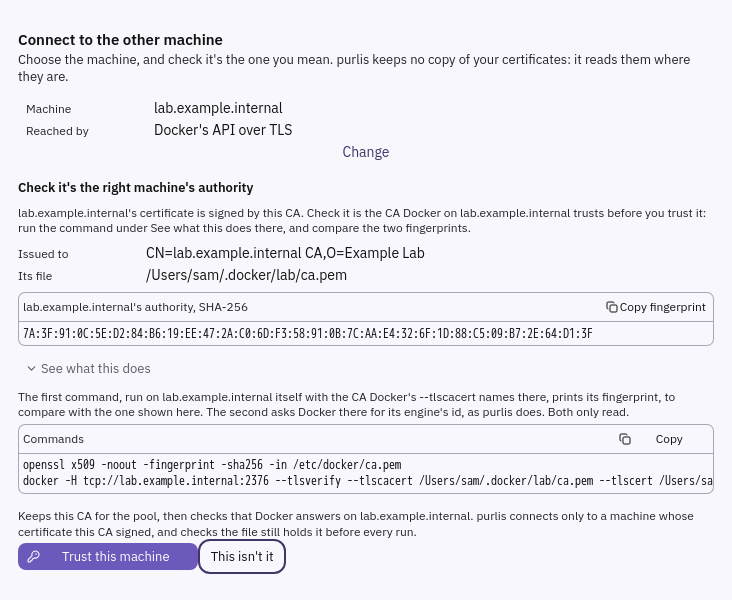 Connect to the other machine
Choose the machine, and check it's the one you mean. purlis keeps no copy of your certificates: it reads them where
they are.
Machine lab.example.internal
Reached by Docker's API over TLS
Change
Check it's the right machine's authority
lab.example.internal's certificate is signed by this CA. Check it is the CA Docker on lab.example.internal trusts before you trust it:
run the command under See what this does there, and compare the two fingerprints.
Issued to CN=lab.example.internal CA,O=Example Lab
Its file /Users/sam/.docker/lab/ca.pem
lab.example.internal's authority, SHA-256 Copy fingerprint
7A:3F:91:0C:5E:D2:84:B6:19:EE:47:2A:C0:6D:F3:58:91:0B:7C:AA:E4:32:6F:1D:88:C5:09:B7:2E:64:D1:3F
See what this does
The first command, run on lab.example.internal itself with the CA Docker's --tlscacert names there, prints its fingerprint, to
compare with the one shown here. The second asks Docker there for its engine's id, as purlis does. Both only read.
Commands Copy
openssl x509 -noout -fingerprint -sha256 -in /etc/docker/ca.pem
docker -H tcp://lab.example.internal:2376 --tlsverify --tlscacert /Users/sam/.docker/lab/ca.pem --tlscert /Users/sa
Keeps this CA for the pool, then checks that Docker answers on lab.example.internal. purlis connects only to a machine whose
certificate this CA signed, and checks the file still holds it before every run.
Trust this machine This isn't it